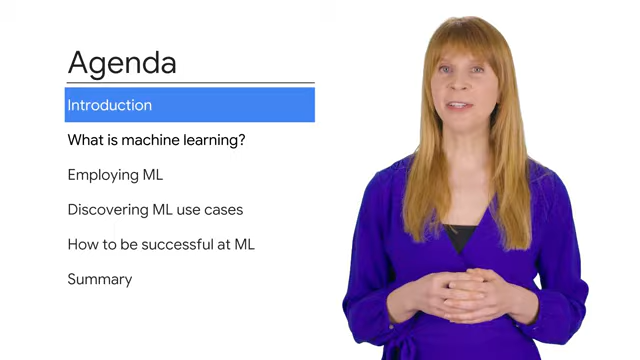 Agenda
Introduction
What is machine learning?
Employing ML
Discovering ML use cases
How to be successful at ML
Summary